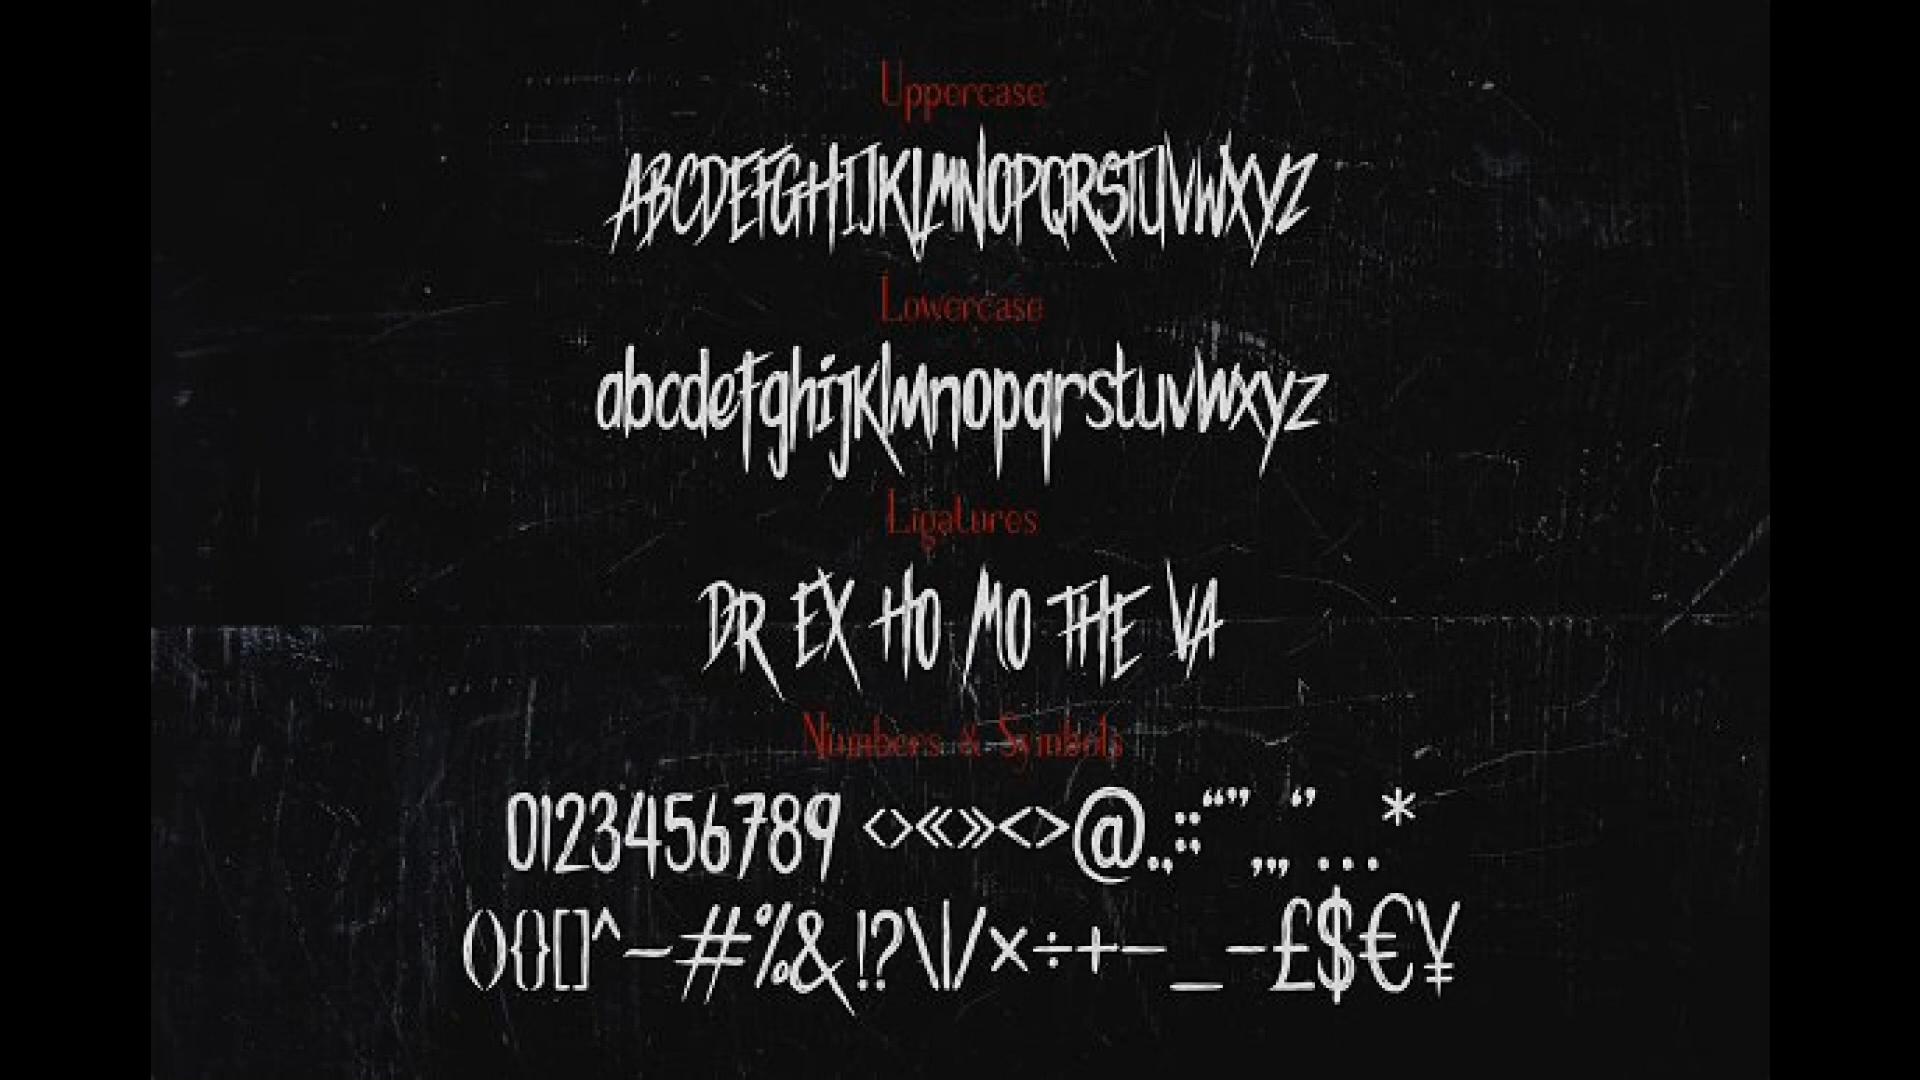 Uppercase
ABCDEFGHIJKLMNOPQRSTUVWXYZ
Lowercase
abcdefghijklmnopqrstuvwxyz
Ligatures
DR EX HO MO THE VA
Numbers & Symbols
0123456789 ‹›«»<>@.,:;“”„‚‘’…*
(){}[]^~#%&!?\|/×÷+−_-£$€¥